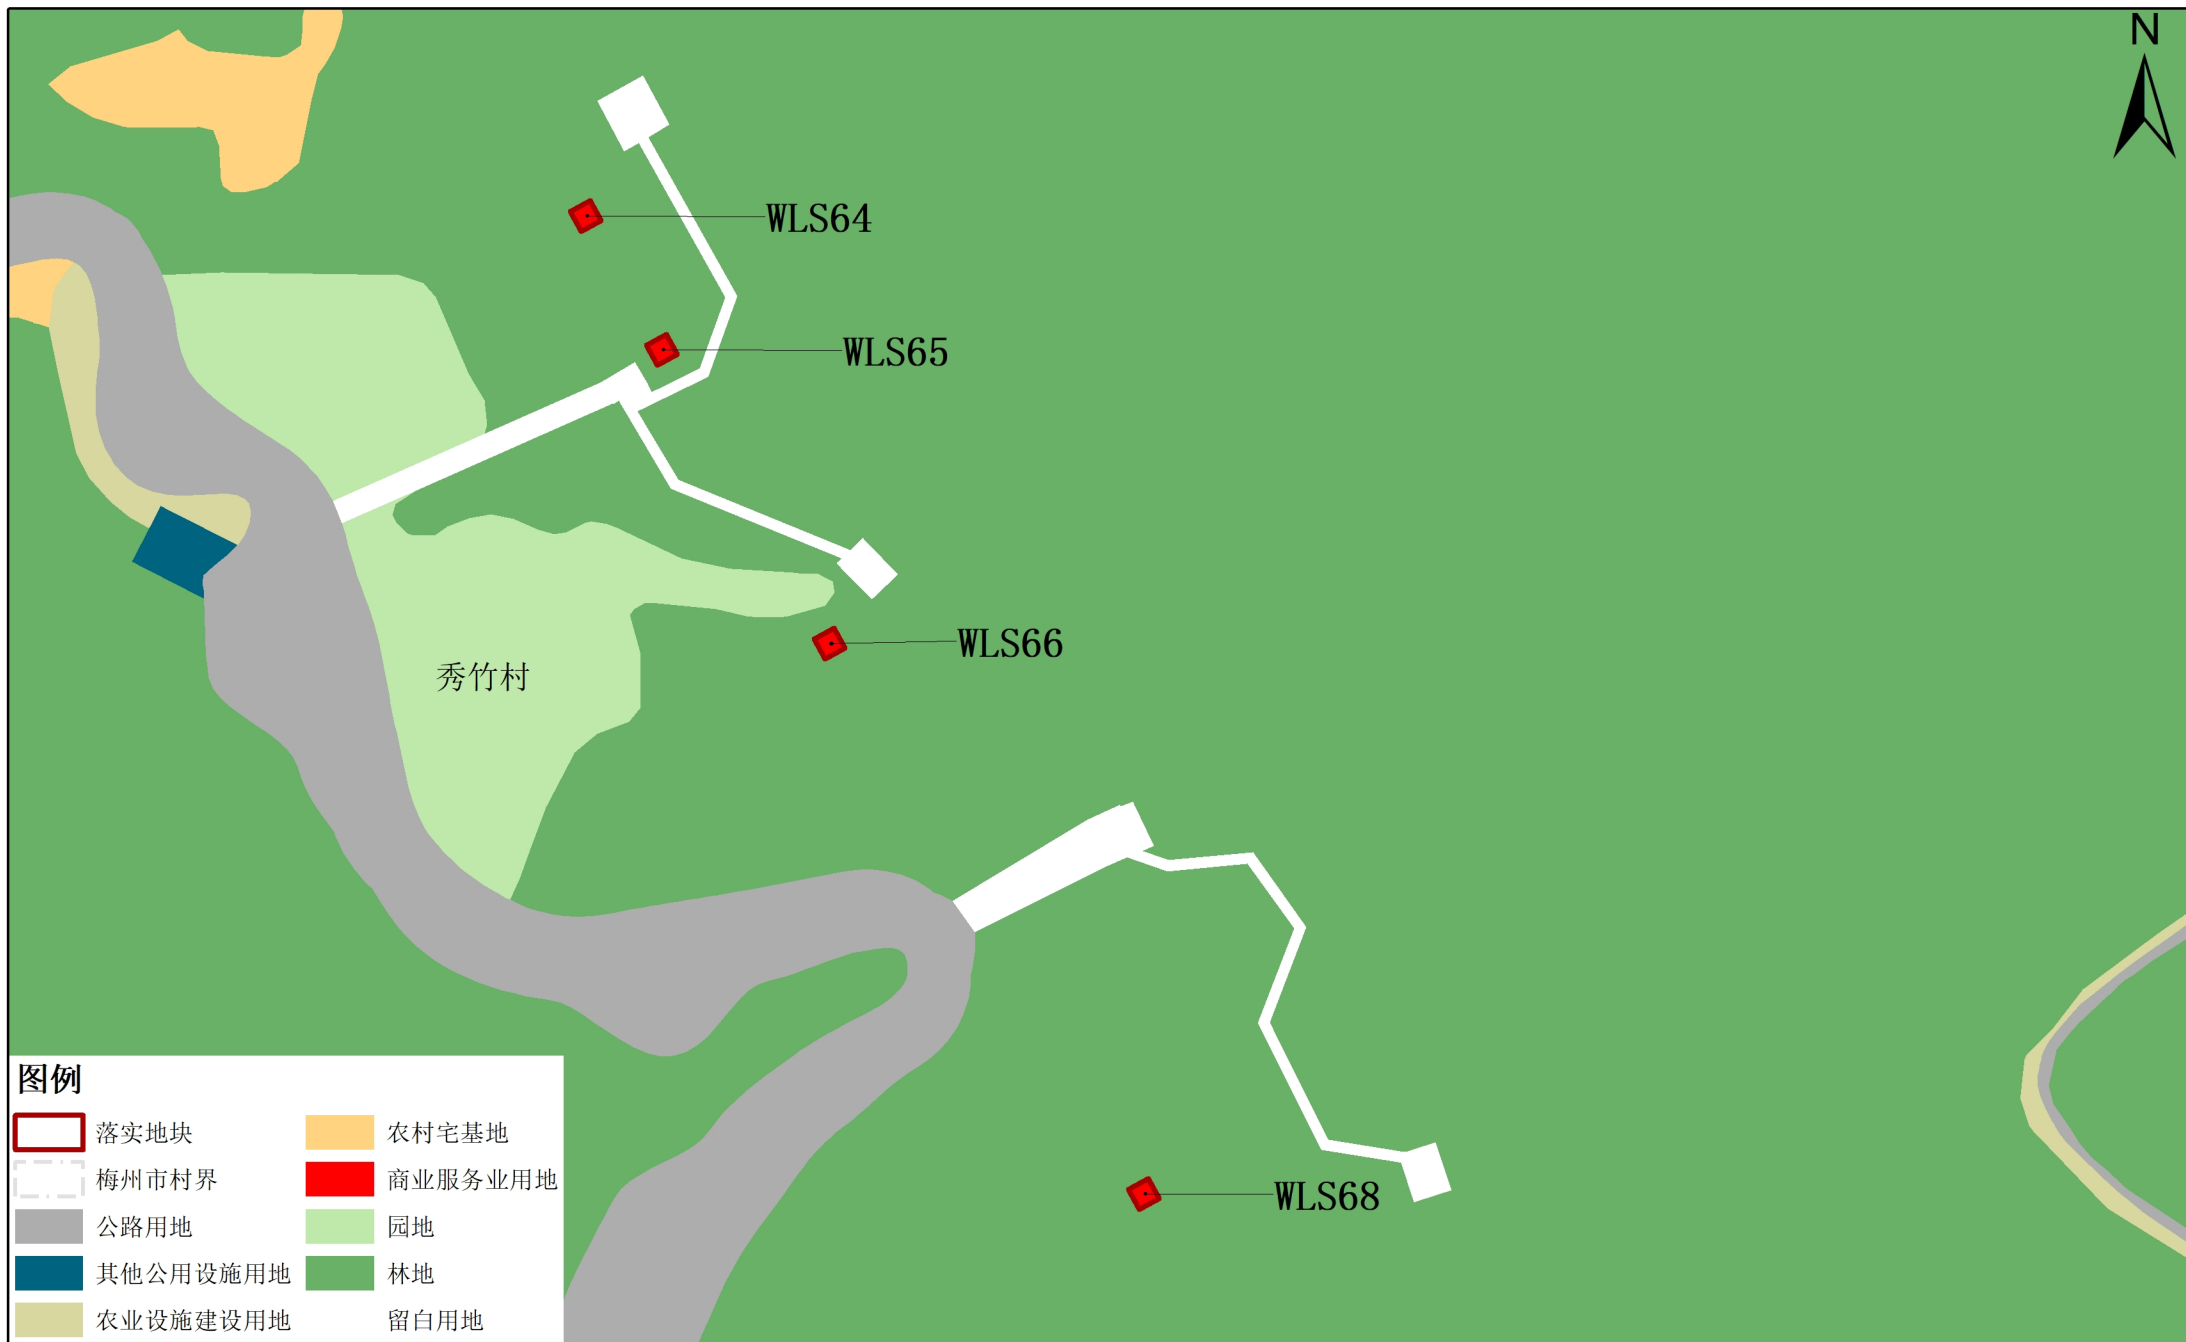 N
WLS64
WLS65
WLS66
秀竹村
WLS68
图例
落实地块
农村宅基地
梅州市村界
商业服务业用地
公路用地
园地
其他公用设施用地
林地
农业设施建设用地
留白用地